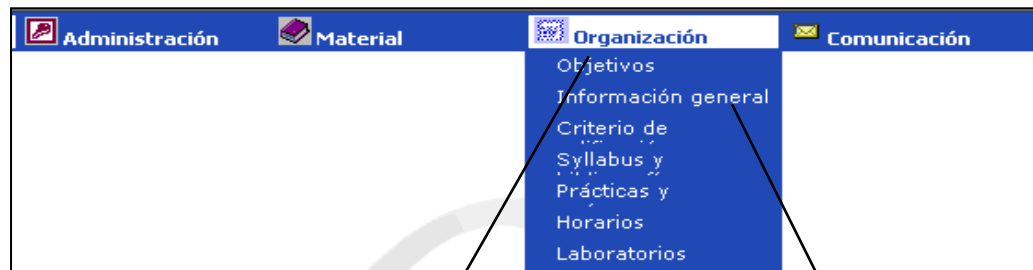 Administración
Material
Organización
Comunicación
Objetivos
Información general
Criterio de
Syllabus y
Prácticas y
Horarios
Laboratorios